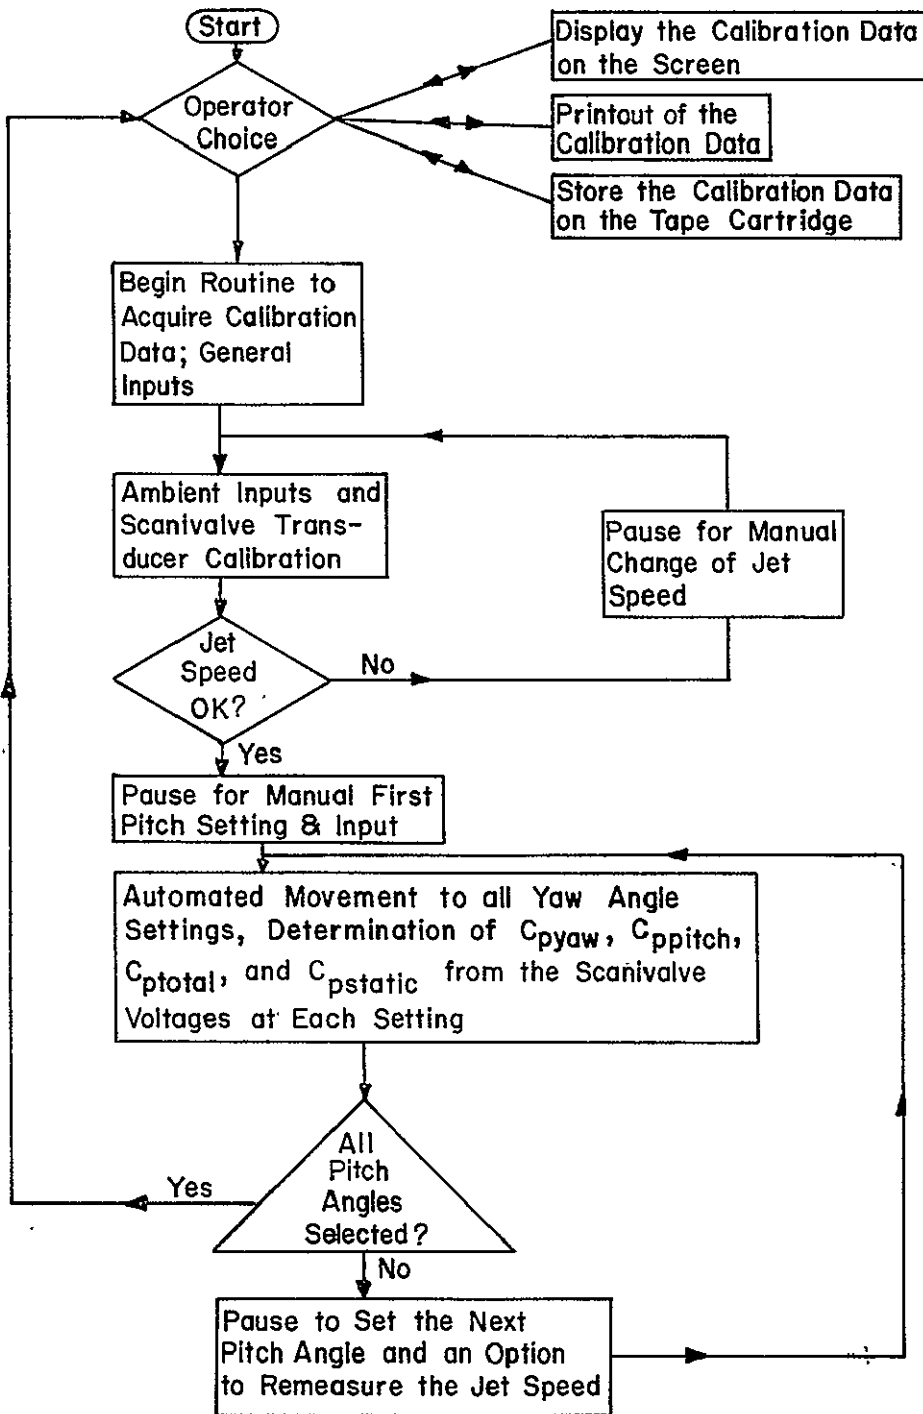 Start
Operator
Choice
Display the Calibration Data
on the Screen
Printout of the
Calibration Data
Store the Calibration Data
on the Tape Cartridge
Begin Routine to
Acquire Calibration
Data; General
Inputs
Ambient Inputs and
Scanivalve Trans-
ducer Calibration
Pause for Manual
Change of Jet
Speed
Jet
Speed
OK?
No
Yes
Pause for Manual First
Pitch Setting & Input
Automated Movement to all Yaw Angle
Settings, Determination of Cpyaw, Cppitch,
Cptotal, and Cpstatic from the Scanivalve
Voltages at Each Setting
All
Pitch
Angles
Selected?
Yes
No
Pause to Set the Next
Pitch Angle and an Option
to Remeasure the Jet Speed